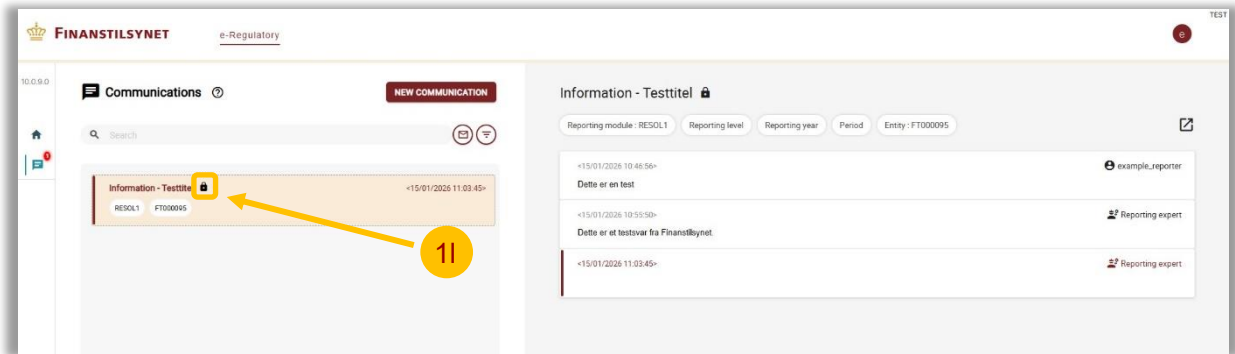 TEST
FINANSTILSYNET
e-Regulatory
e
10.0.9.0
Communications
NEW COMMUNICATION
Search
1
Information - Testtitel
<15/01/2026 11:03:45>
RESOL1 FT000095
1l
Information - Testtitel
Reporting module : RESOL1 Reporting level Reporting year Period Entity : FT000095
<15/01/2026 10:46:56> example_reporter
Dette er en test
<15/01/2026 10:55:50> Reporting expert
Dette er et testsvar fra Finanstilsynet.
<15/01/2026 11:03:45> Reporting expert